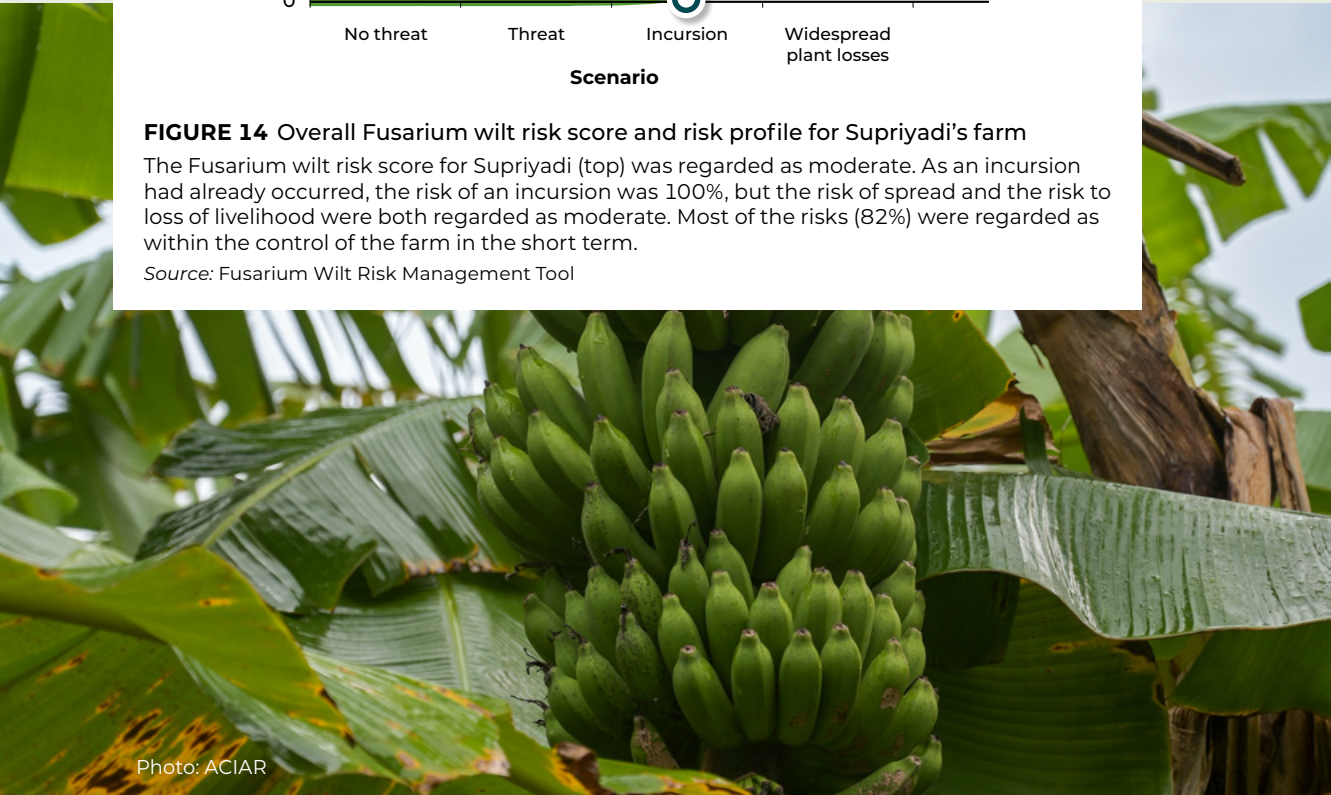 0
No threat
Threat
Incursion
Widespread
plant losses
Scenario
FIGURE 14 Overall Fusarium wilt risk score and risk profile for Supriyadi’s farm
The Fusarium wilt risk score for Supriyadi (top) was regarded as moderate. As an incursion
had already occurred, the risk of an incursion was 100%, but the risk of spread and the risk to
loss of livelihood were both regarded as moderate. Most of the risks (82%) were regarded as
within the control of the farm in the short term.
Source: Fusarium Wilt Risk Management Tool
Photo: ACIAR